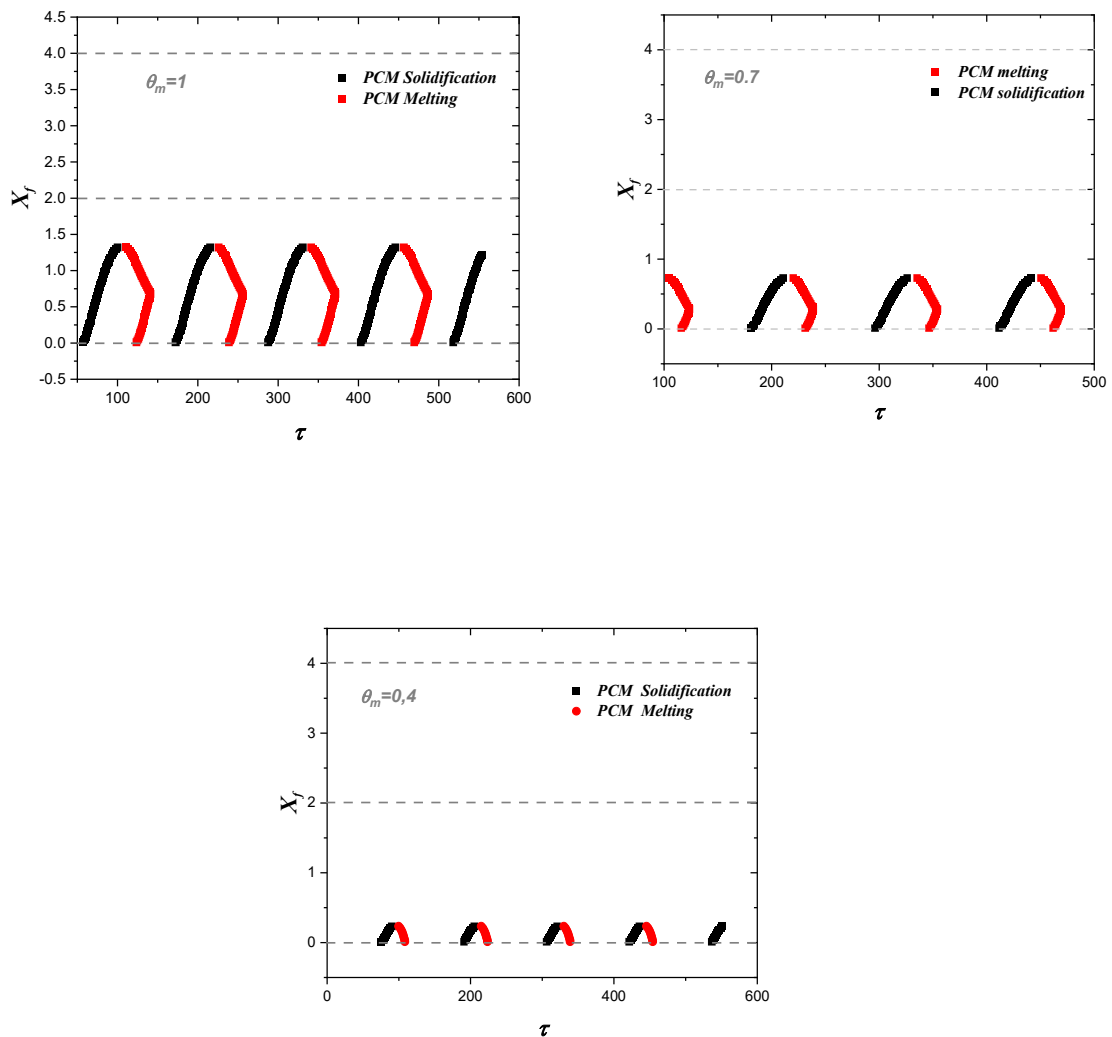 4.5
4.0
3.5
3.0
2.5
2.0
1.5
1.0
0.5
0.0
-0.5
X_f
θ_m=1
PCM Solidification
PCM Melting
100 200 300 400 500 600
τ
4
3
2
1
0
X_f
θ_m=0.7
PCM melting
PCM solidification
100 200 300 400 500
τ
4
3
2
1
0
X_f
θ_m=0,4
PCM Solidification
PCM Melting
0 200 400 600
τ